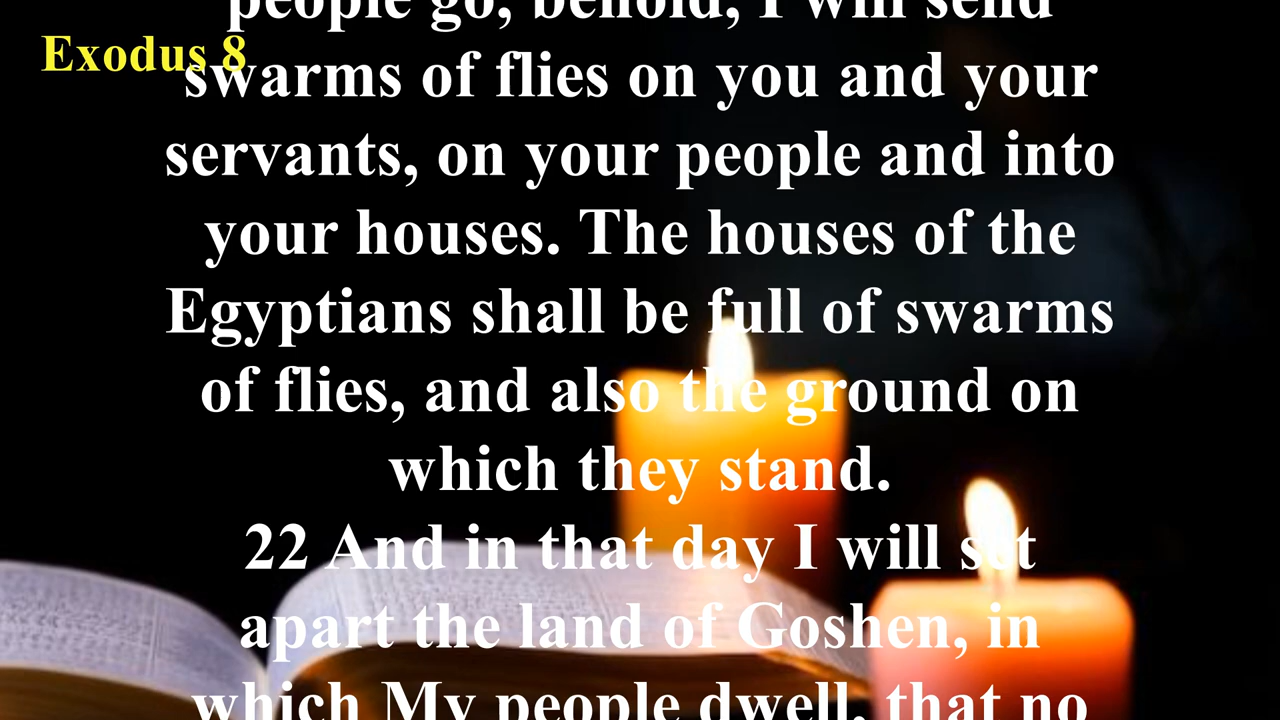 people go, behold, I will send
Exodus 8
swarms of flies on you and your
servants, on your people and into
your houses. The houses of the
Egyptians shall be full of swarms
of flies, and also the ground on
which they stand.
22 And in that day I will set
apart the land of Goshen, in
which My people dwell, that no